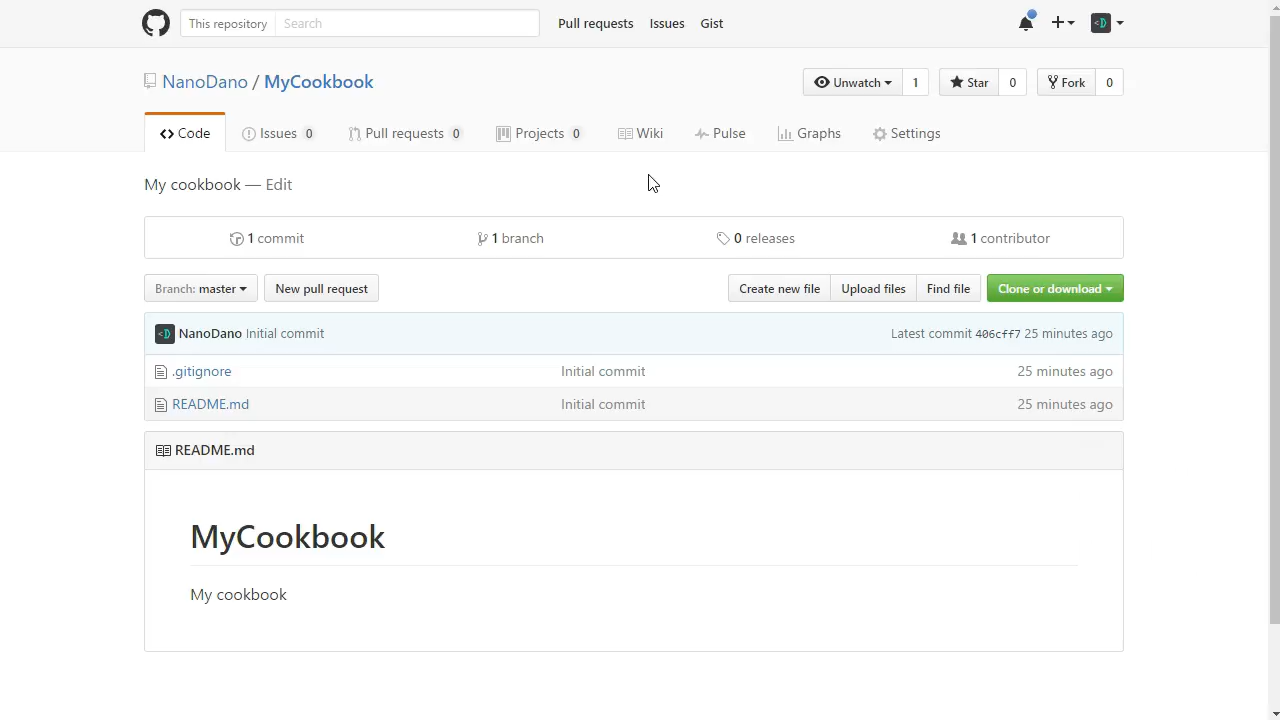 This repository Search Pull requests Issues Gist
NanoDano / MyCookbook Unwatch 1 Star 0 Fork 0
Code Issues 0 Pull requests 0 Projects 0 Wiki Pulse Graphs Settings
My cookbook — Edit
1 commit 1 branch 0 releases 1 contributor
Branch: master New pull request Create new file Upload files Find file Clone or download
NanoDano Initial commit Latest commit 406cff7 25 minutes ago
.gitignore Initial commit 25 minutes ago
README.md Initial commit 25 minutes ago
README.md
MyCookbook
My cookbook